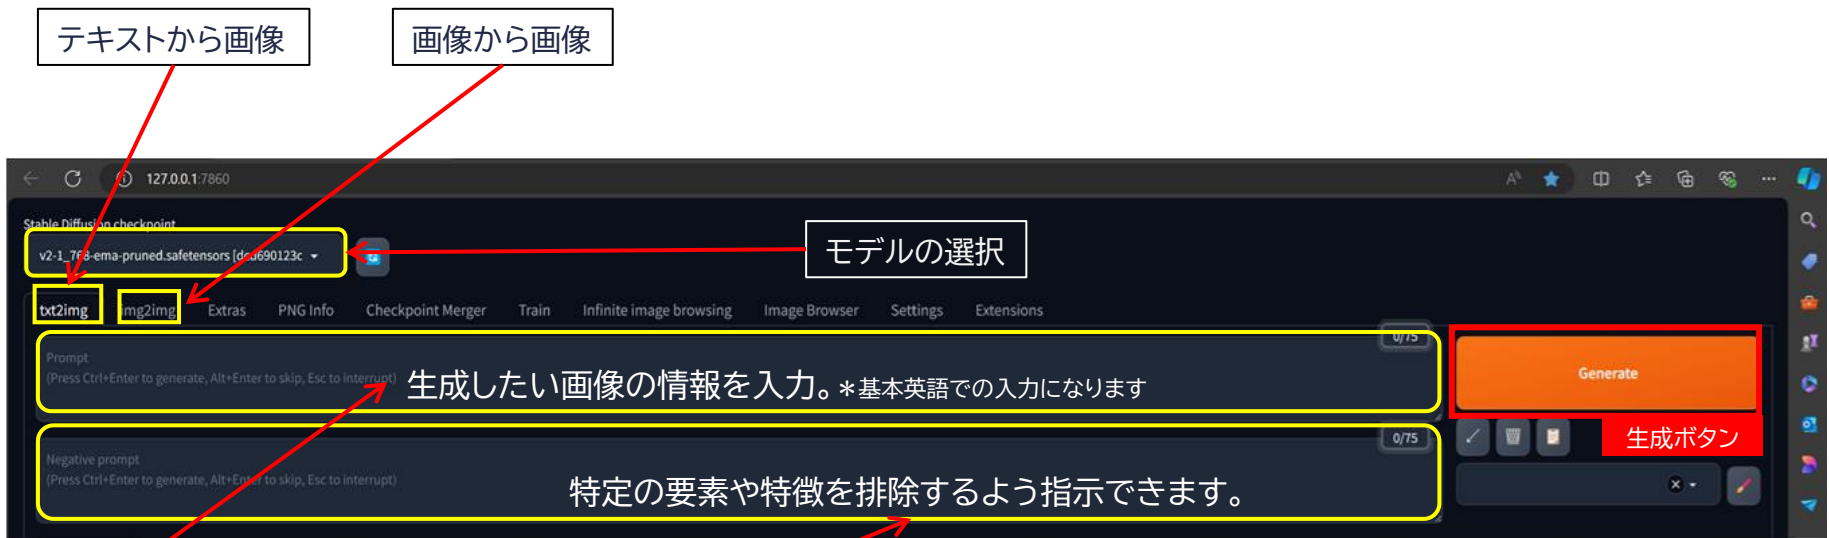 テキストから画像
画像から画像
127.0.0.1:7860
Stable Diffusion checkpoint
v2-1_768-ema-pruned.safetensors [dcd690123c
モデルの選択
txt2img img2img Extras PNG Info Checkpoint Merger Train Infinite image browsing Image Browser Settings Extensions
0/75
Prompt
(Press Ctrl+Enter to generate, Alt+Enter to skip, Esc to interrupt)
生成したい画像の情報を入力。＊基本英語での入力になります
Generate
生成ボタン
0/75
Negative prompt
(Press Ctrl+Enter to generate, Alt+Enter to skip, Esc to interrupt)
特定の要素や特徴を排除するよう指示できます。